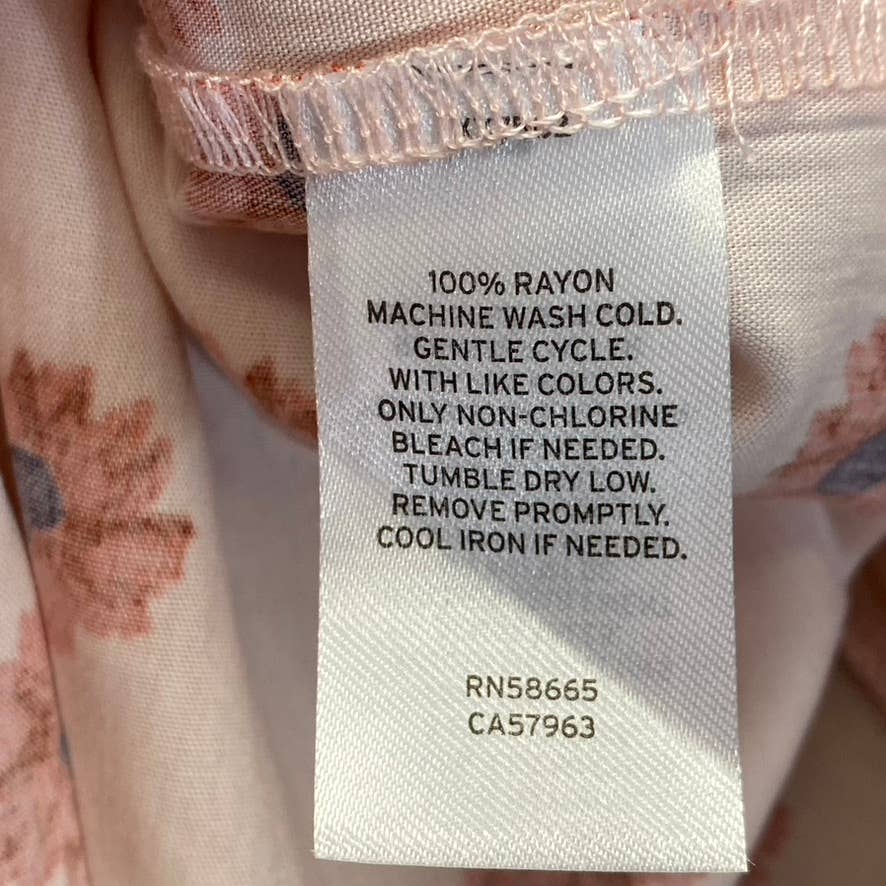 100% RAYON
MACHINE WASH COLD.
GENTLE CYCLE.
WITH LIKE COLORS.
ONLY NON-CHLORINE
BLEACH IF NEEDED.
TUMBLE DRY LOW.
REMOVE PROMPTLY.
COOL IRON IF NEEDED.
RN58665
CA57963